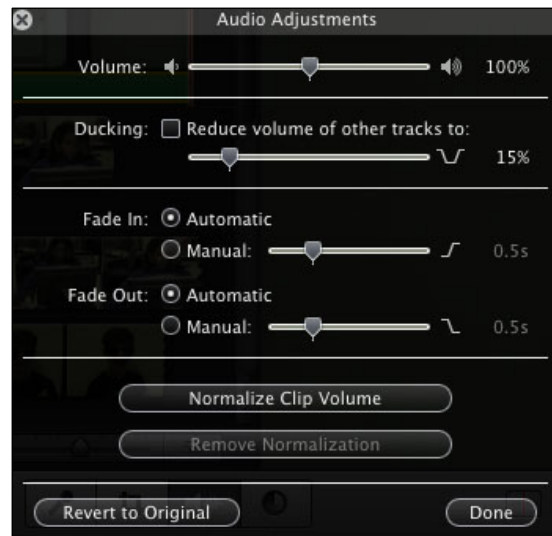 Audio Adjustments
Volume: 100%
Ducking: Reduce volume of other tracks to:
15%
Fade In: Automatic
Manual: 0.5s
Fade Out: Automatic
Manual: 0.5s
Normalize Clip Volume
Remove Normalization
Revert to Original Done